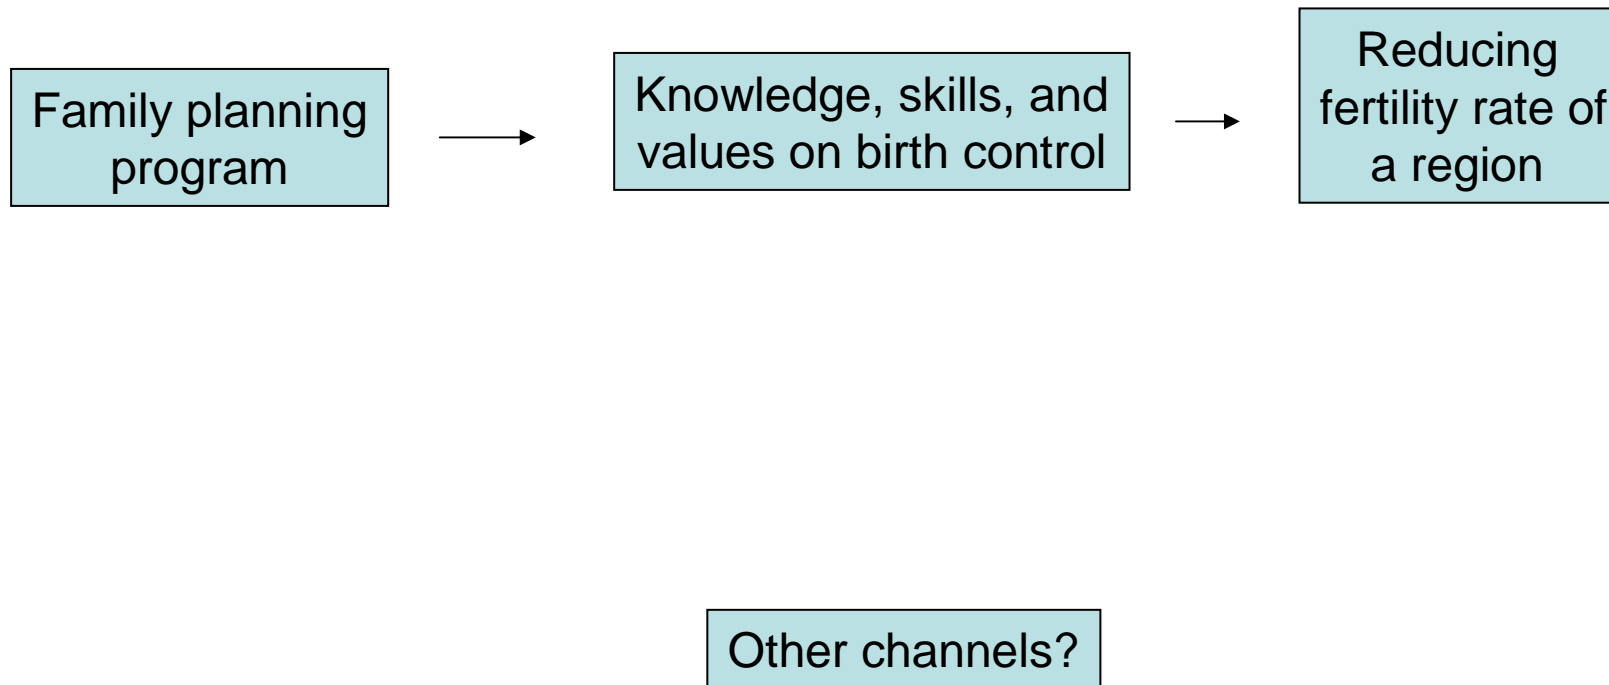 Family planning
program
Knowledge, skills, and
values on birth control
Reducing
fertility rate of
a region
Other channels?